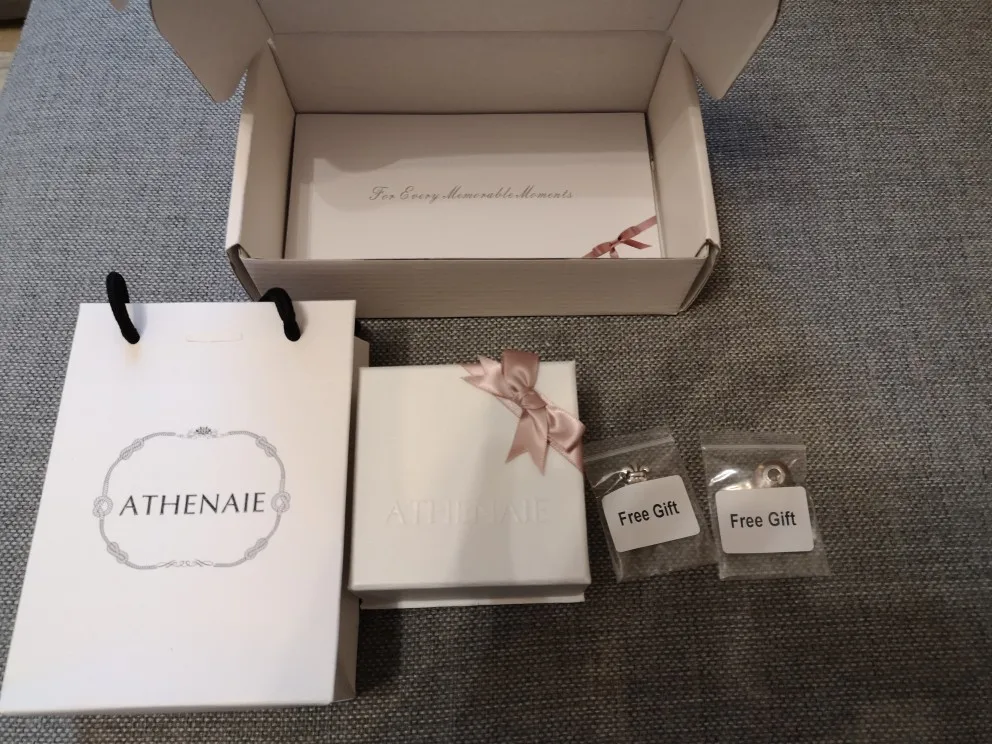 For Every Memorable Moments
ATHENAIE
ATHENAIE
Free Gift
Free Gift